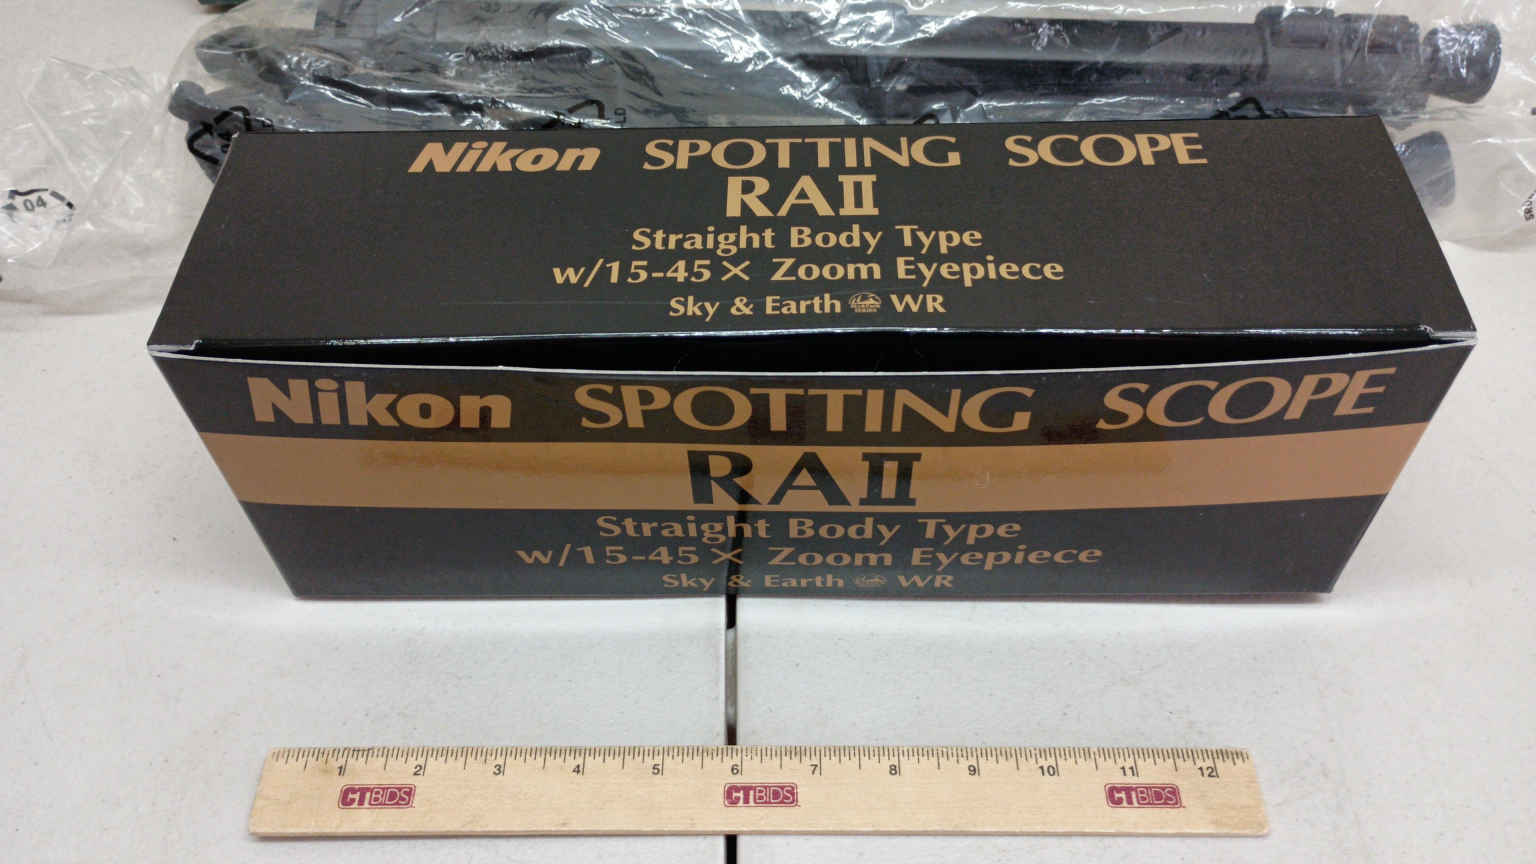 04
Nikon SPOTTING SCOPE
RAII
Straight Body Type
w/15-45× Zoom Eyepiece
Sky & Earth WR
Nikon SPOTTING SCOPE
RAII
Straight Body Type
w/15-45× Zoom Eyepiece
Sky & Earth WR
1 2 3 4 5 6 7 8 9 10 11 12
CTBIDS CTBIDS CTBIDS